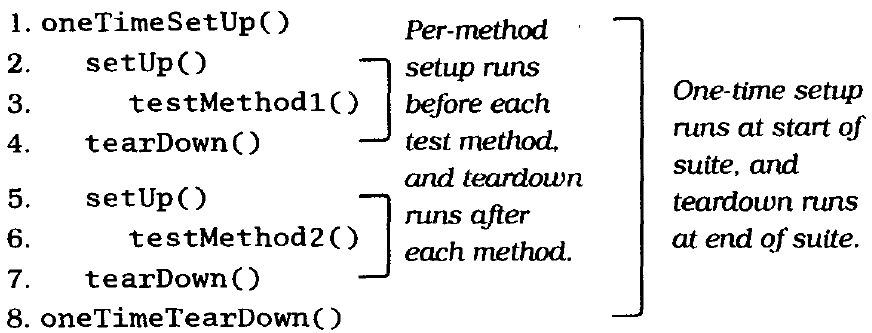 1. oneTimeSetUp()
2. setUp()
3. testMethod1()
4. tearDown()
5. setUp()
6. testMethod2()
7. tearDown()
8. oneTimeTearDown()
Per-method
setup runs
before each
test method,
and teardown
runs after
each method.
One-time setup
runs at start of
suite, and
teardown runs
at end of suite.